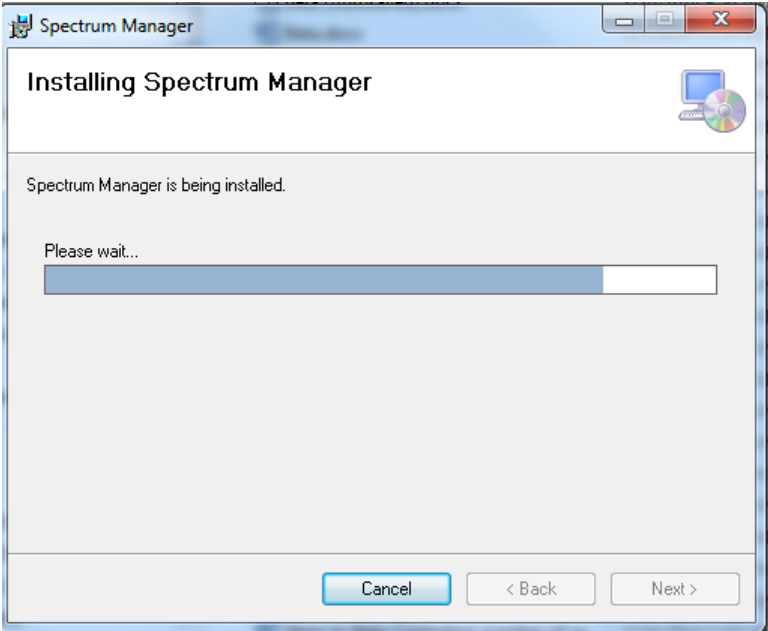 Spectrum Manager
Installing Spectrum Manager
Spectrum Manager is being installed.
Please wait...
Cancel
< Back
Next >